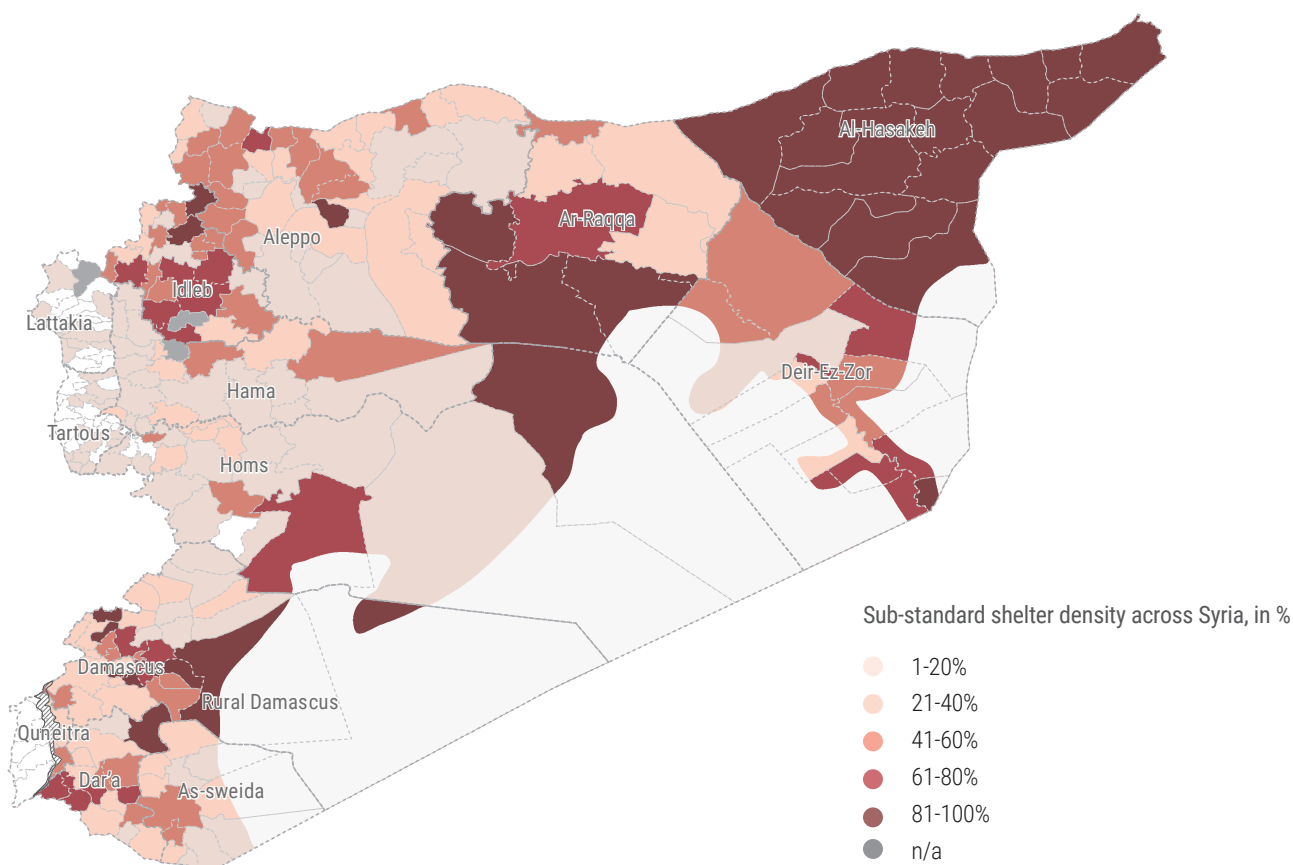 Al-Hasakeh
Ar-Raqqa
Aleppo
Idleb
Lattakia
Deir-Ez-Zor
Hama
Tartous
Homs
Sub-standard shelter density across Syria, in %
1-20%
21-40%
41-60%
61-80%
81-100%
n/a
Damascus
Rural Damascus
Quneitra
Dar'a
As-sweida